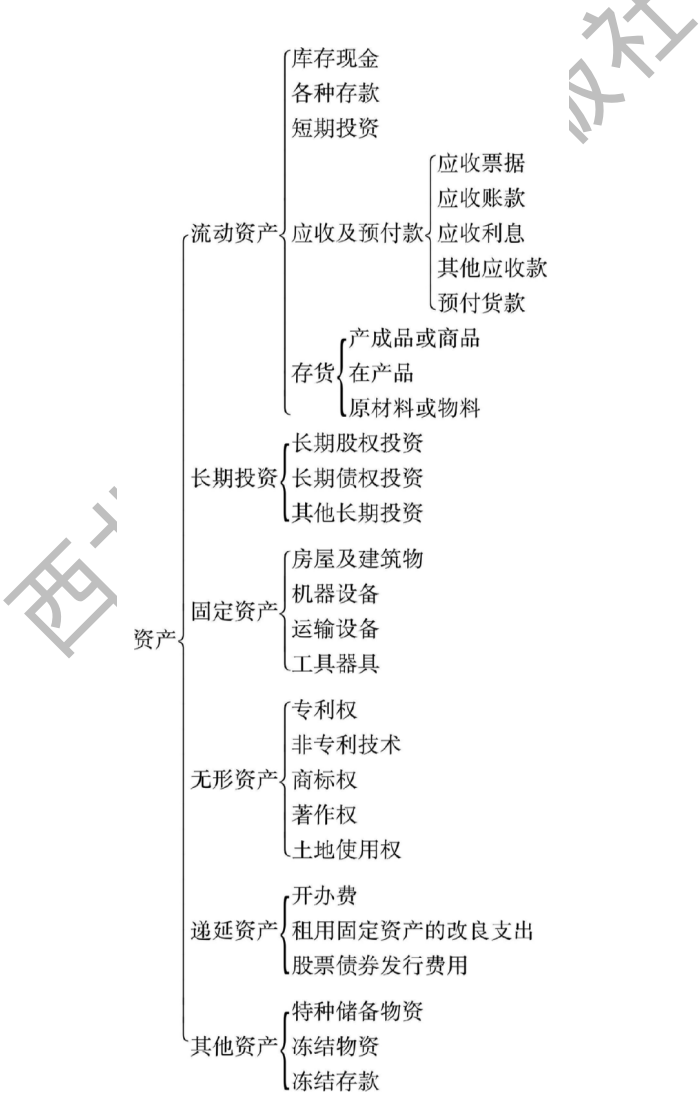 库存现金
各种存款
短期投资
应收票据
应收账款
流动资产 应收及预付款 应收利息
其他应收款
预付货款
产成品或商品
存货 在产品
原材料或物料
长期股权投资
长期投资 长期债权投资
其他长期投资
房屋及建筑物
机器设备
固定资产
运输设备
资产
工具器具
专利权
非专利技术
无形资产 商标权
著作权
土地使用权
开办费
递延资产 租用固定资产的改良支出
股票债券发行费用
特种储备物资
其他资产 冻结物资
冻结存款
西
社